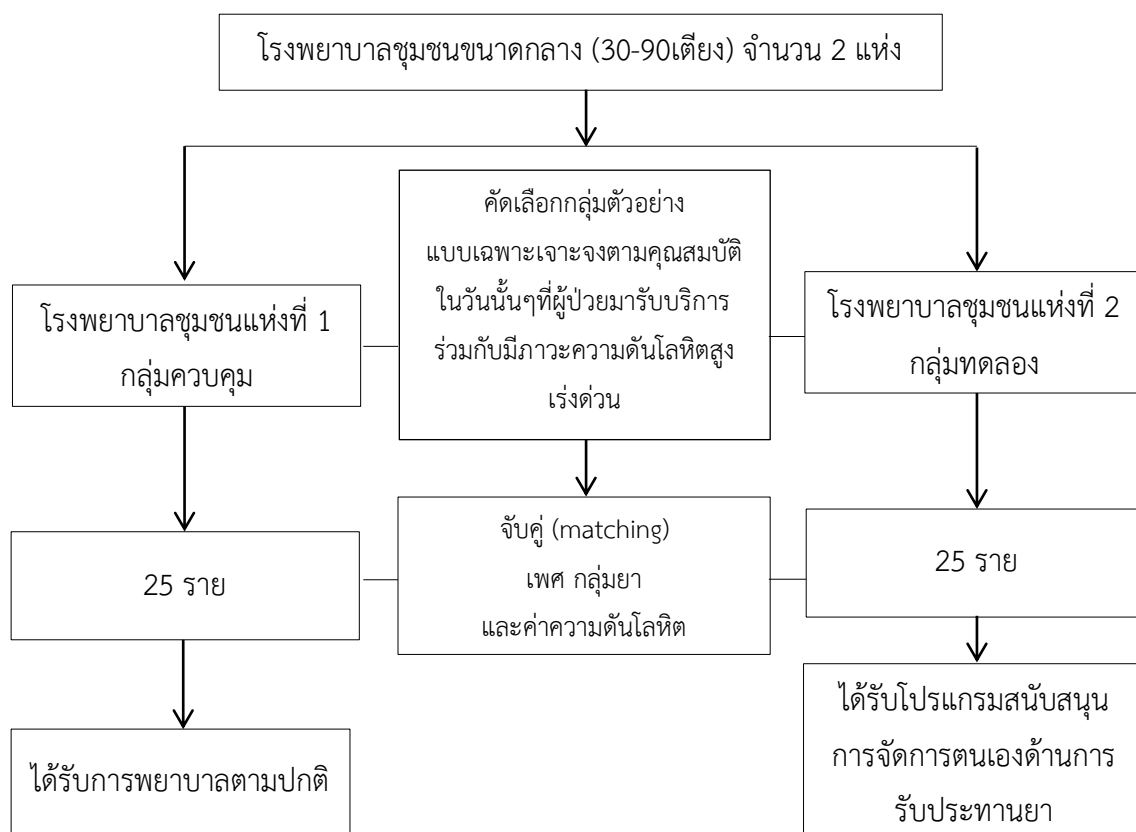 โรงพยาบาลชุมชนขนาดกลาง (30-90เตียง) จำนวน 2 แห่ง
คัดเลือกกลุ่มตัวอย่าง
แบบเฉพาะเจาะจงตามคุณสมบัติ
ในวันนั้นๆที่ผู้ป่วยมารับบริการ
ร่วมกับมีภาวะความดันโลหิตสูง
เร่งด่วน
โรงพยาบาลชุมชนแห่งที่ 1
กลุ่มควบคุม
โรงพยาบาลชุมชนแห่งที่ 2
กลุ่มทดลอง
25 ราย
จับคู่ (matching)
เพศ กลุ่มยา
และค่าความดันโลหิต
25 ราย
ได้รับการพยาบาลตามปกติ
ได้รับโปรแกรมสนับสนุน
การจัดการตนเองด้านการ
รับประทานยา